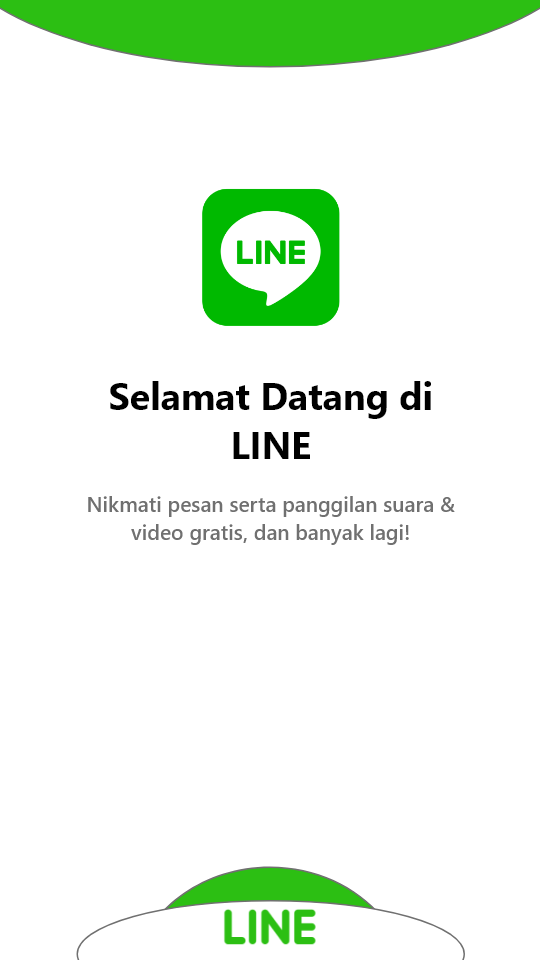 LINE
Selamat Datang di
LINE
Nikmati pesan serta panggilan suara &
video gratis, dan banyak lagi!
LINE